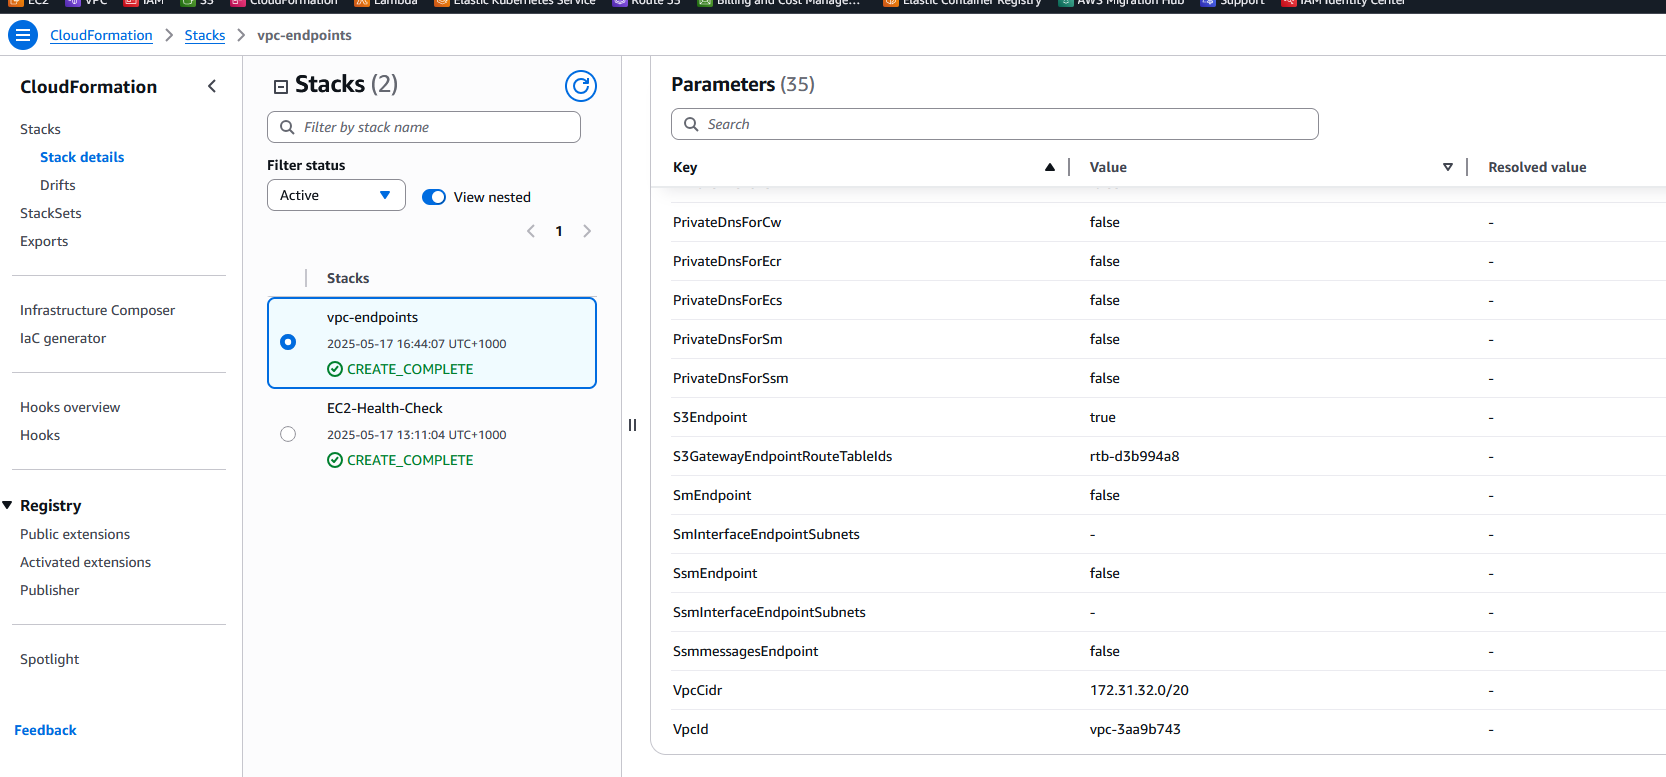 EC2 VPC IAM S3 CloudFormation Lambda Elastic Kubernetes Service Route 53 Billing and Cost Manage... Elastic Container Registry AWS Migration Hub Support IAM Identity Center
CloudFormation > Stacks > vpc-endpoints
CloudFormation
Stacks
Stack details
Drifts
StackSets
Exports
Infrastructure Composer
IaC generator
Hooks overview
Hooks
Registry
Public extensions
Activated extensions
Publisher
Spotlight
Feedback
Stacks (2)
Filter by stack name
Filter status
Active View nested
1
Stacks
vpc-endpoints
2025-05-17 16:44:07 UTC+1000
CREATE_COMPLETE
EC2-Health-Check
2025-05-17 13:11:04 UTC+1000
CREATE_COMPLETE
Parameters (35)
Search
Key Value Resolved value
PrivateDnsForCw false -
PrivateDnsForEcr false -
PrivateDnsForEcs false -
PrivateDnsForSm false -
PrivateDnsForSsm false -
S3Endpoint true -
S3GatewayEndpointRouteTableIds rtb-d3b994a8 -
SmEndpoint false -
SmInterfaceEndpointSubnets - -
SsmEndpoint false -
SsmInterfaceEndpointSubnets - -
SsmmessagesEndpoint false -
VpcCidr 172.31.32.0/20 -
VpcId vpc-3aa9b743 -